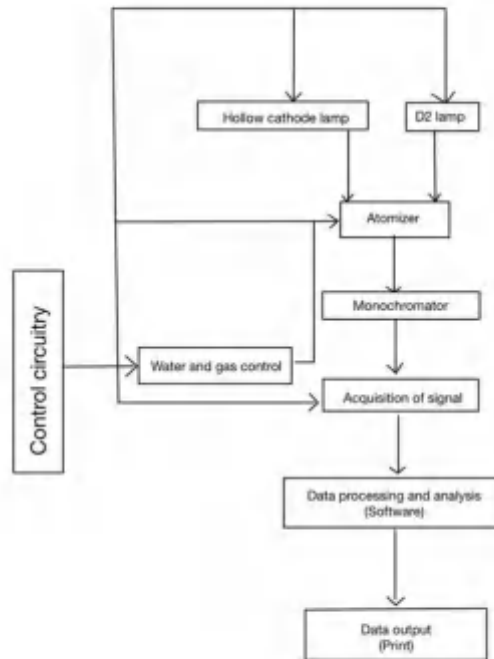 Hollow cathode lamp
D2 lamp
Atomizer
Monochromator
Control circuitry
Water and gas control
Acquisition of signal
Data processing and analysis
(Software)
Data output
(Print)